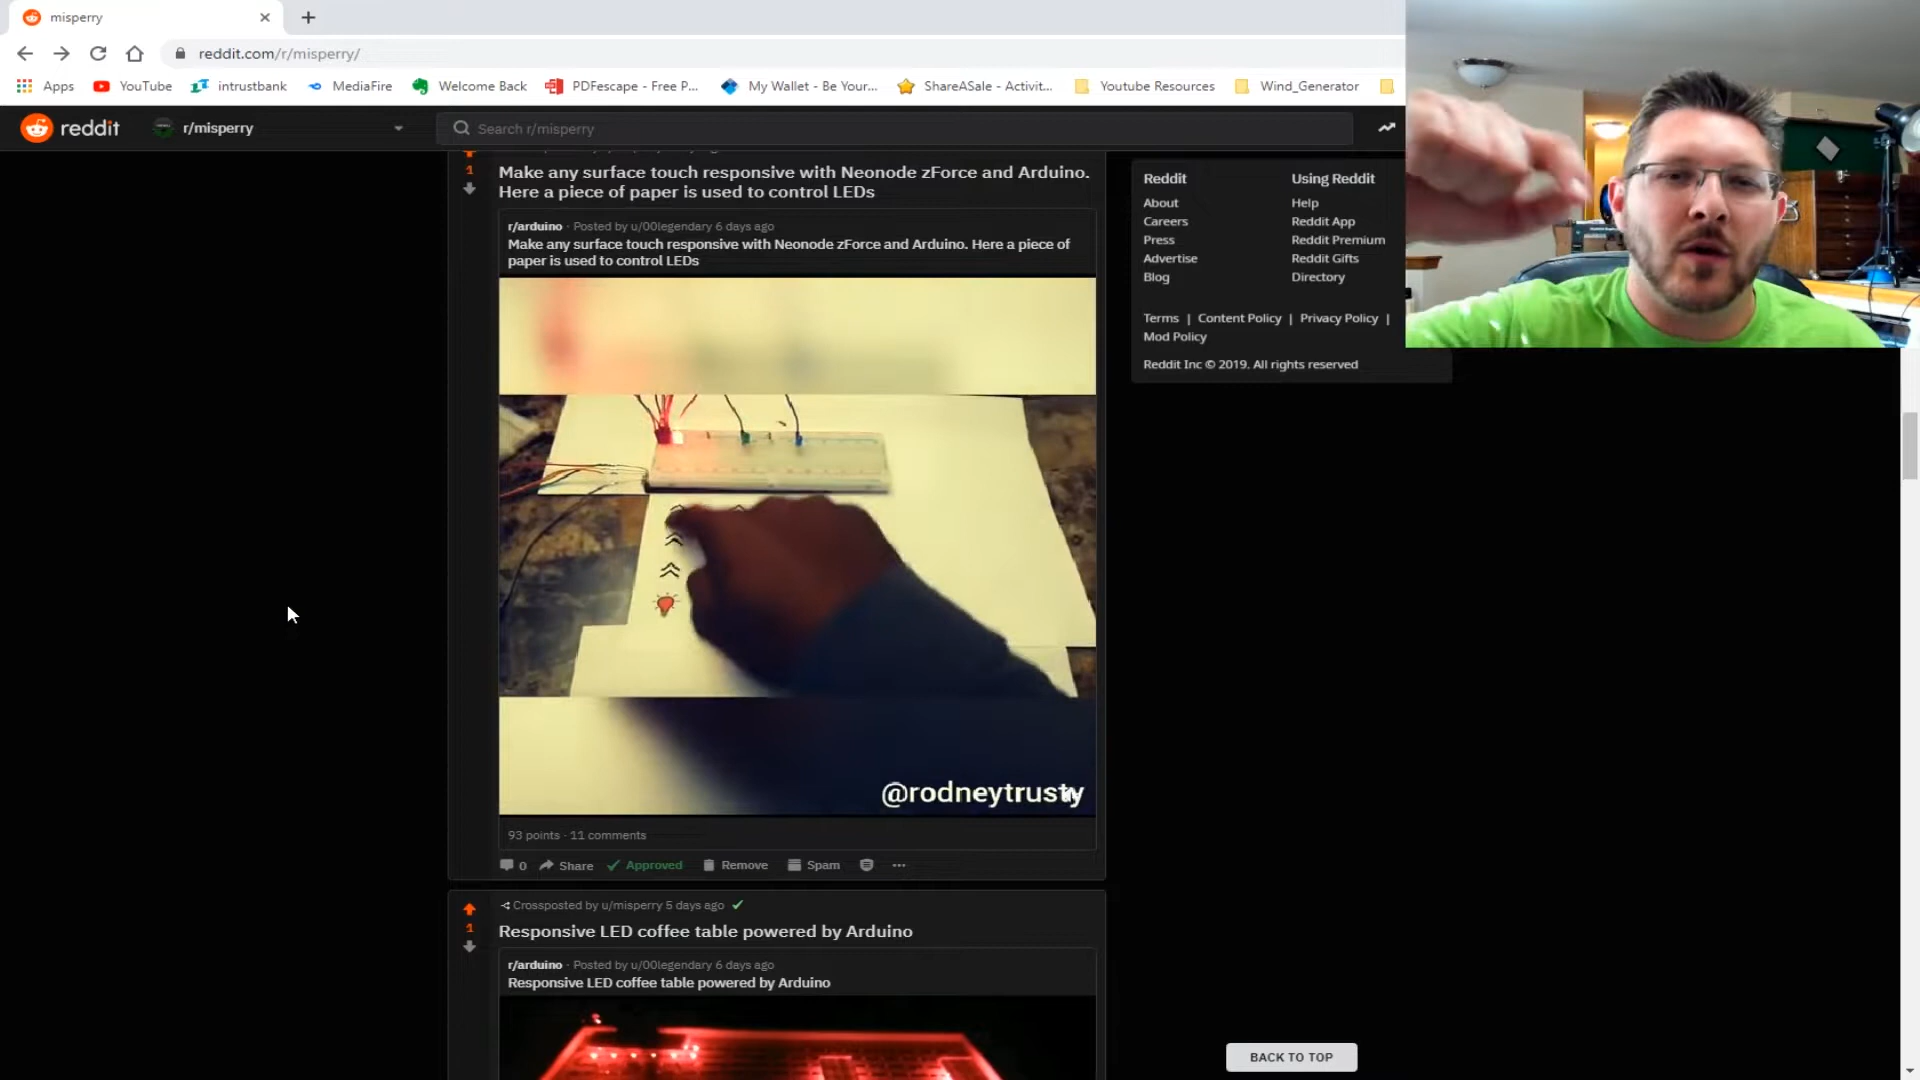 misperry
reddit.com/r/misperry/
Apps YouTube intrustbank MediaFire Welcome Back PDFescape - Free P... My Wallet - Be Your... ShareASale - Activit... Youtube Resources Wind_Generator
reddit r/misperry Search r/misperry
1
Make any surface touch responsive with Neonode zForce and Arduino.
Here a piece of paper is used to control LEDs
r/arduino · Posted by u/00legendary 6 days ago
Make any surface touch responsive with Neonode zForce and Arduino. Here a piece of
paper is used to control LEDs
@rodneytrusty
93 points · 11 comments
0 Share Approved Remove Spam
Crossposted by u/misperry 5 days ago
1
Responsive LED coffee table powered by Arduino
r/arduino · Posted by u/00legendary 6 days ago
Responsive LED coffee table powered by Arduino
Reddit Using Reddit
About Help
Careers Reddit App
Press Reddit Premium
Advertise Reddit Gifts
Blog Directory
Terms | Content Policy | Privacy Policy |
Mod Policy
Reddit Inc © 2019. All rights reserved
BACK TO TOP